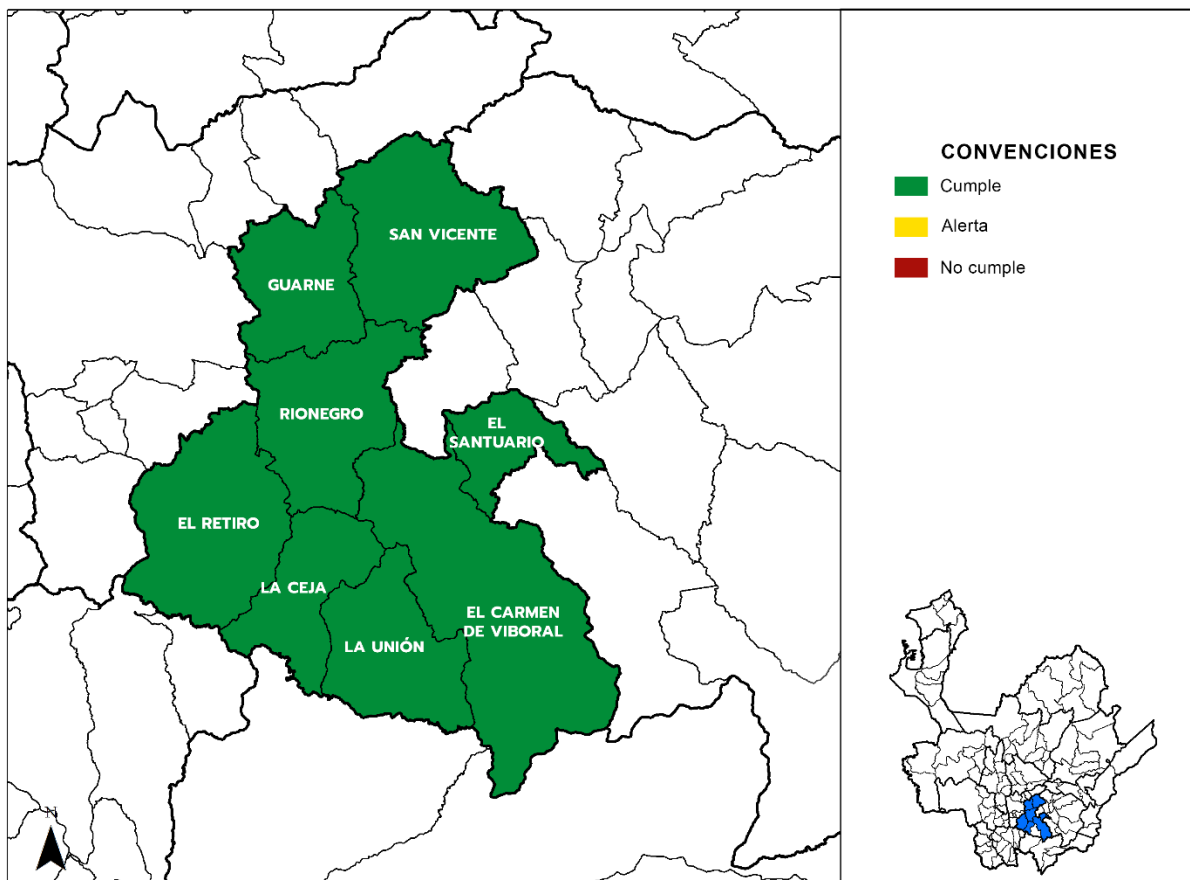 CONVENCIONES
Cumple
Alerta
No cumple
SAN VICENTE
GUARNE
RIONEGRO
EL
SANTUARIO
EL RETIRO
LA CEJA
EL CARMEN
DE VIBORAL
LA UNIÓN
N